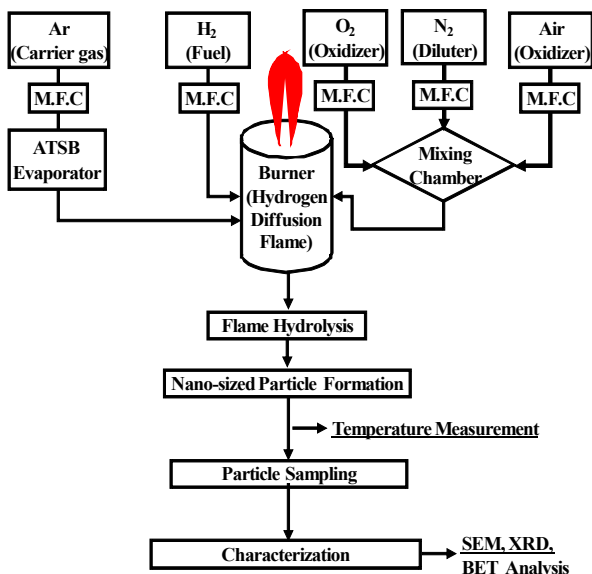 Ar
(Carrier gas)
H₂
(Fuel)
O₂
(Oxidizer)
N₂
(Diluter)
Air
(Oxidizer)
M.F.C
M.F.C
M.F.C
M.F.C
M.F.C
ATSB
Evaporator
Burner
(Hydrogen
Diffusion
Flame)
Mixing
Chamber
Flame Hydrolysis
Nano-sized Particle Formation
Temperature Measurement
Particle Sampling
Characterization
SEM, XRD,
BET Analysis